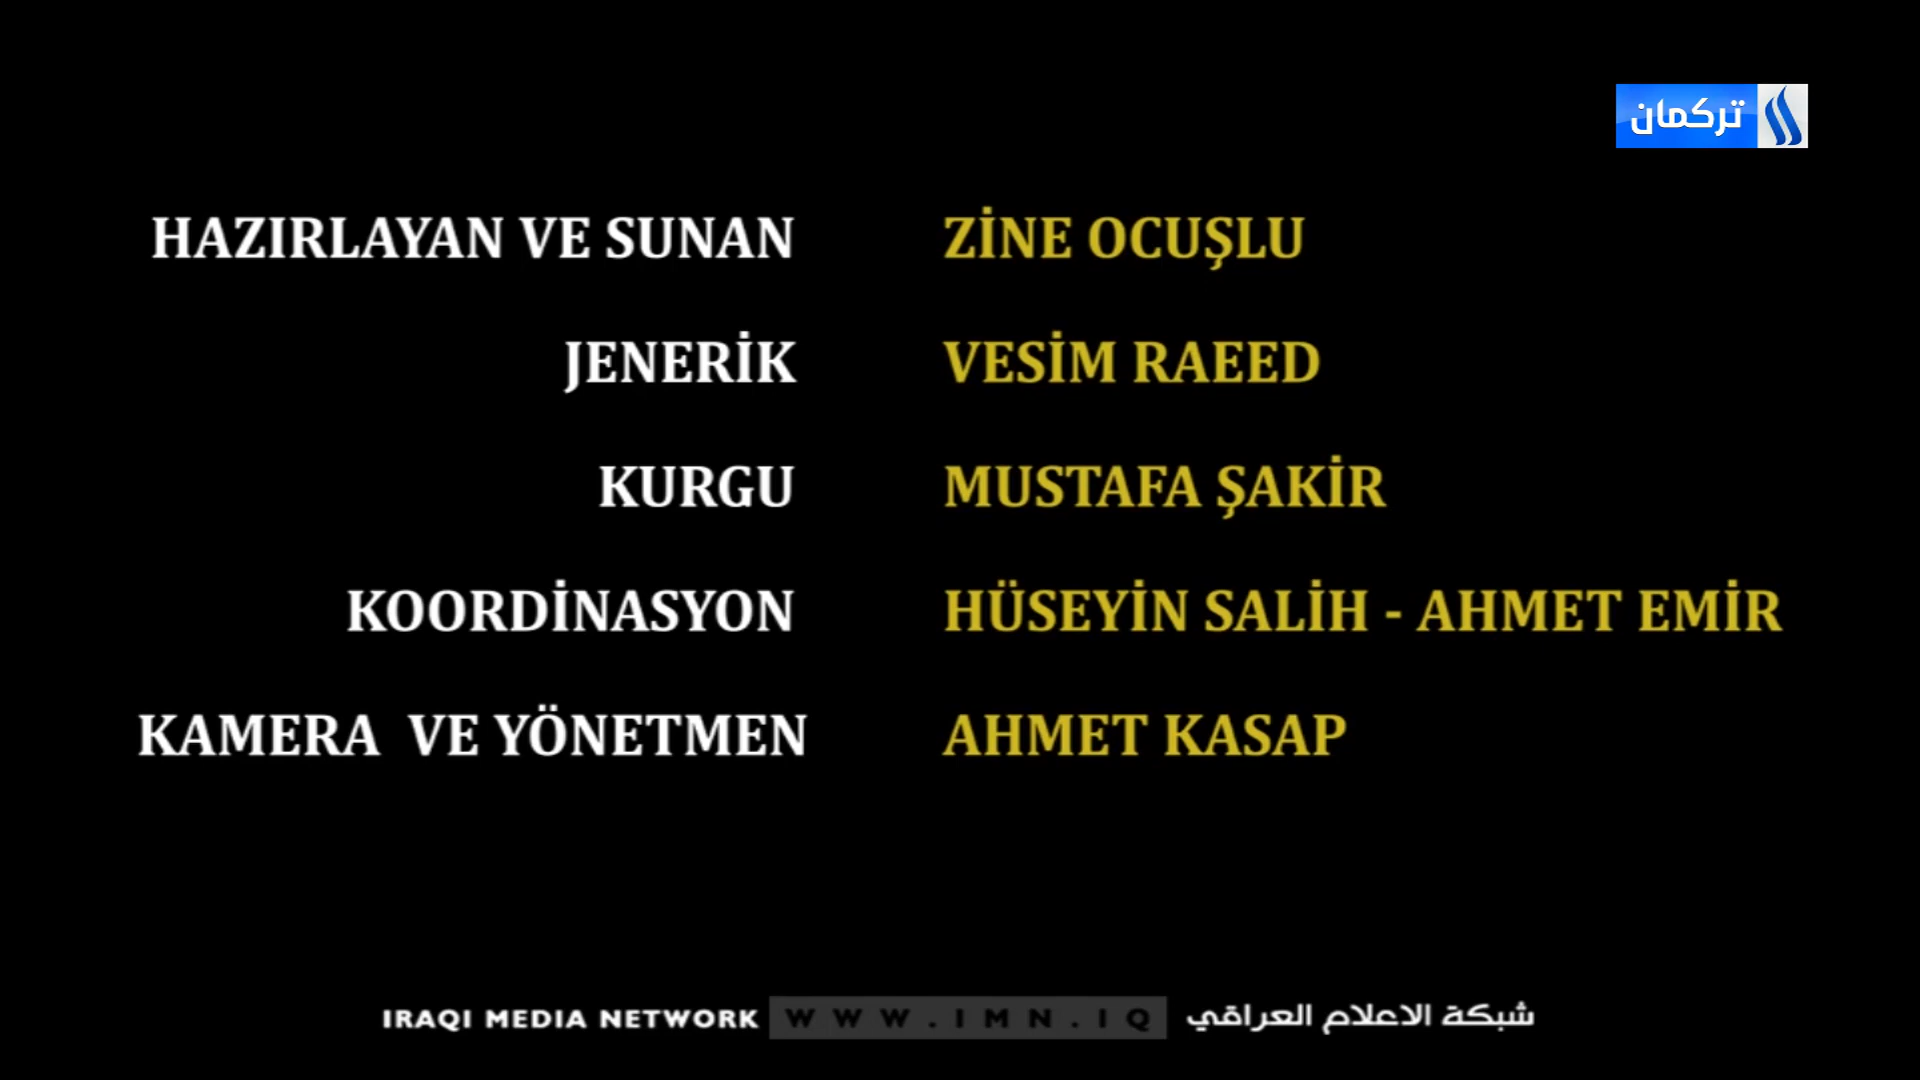 تركمان
HAZIRLAYAN VE SUNAN ZİNE OCUŞLU
JENERİK VESİM RAEED
KURGU MUSTAFA ŞAKİR
KOORDİNASYON HÜSEYİN SALİH - AHMET EMİR
KAMERA VE YÖNETMEN AHMET KASAP
IRAQI MEDIA NETWORK WWW.IMN.IQ شبكة الاعلام العراقي